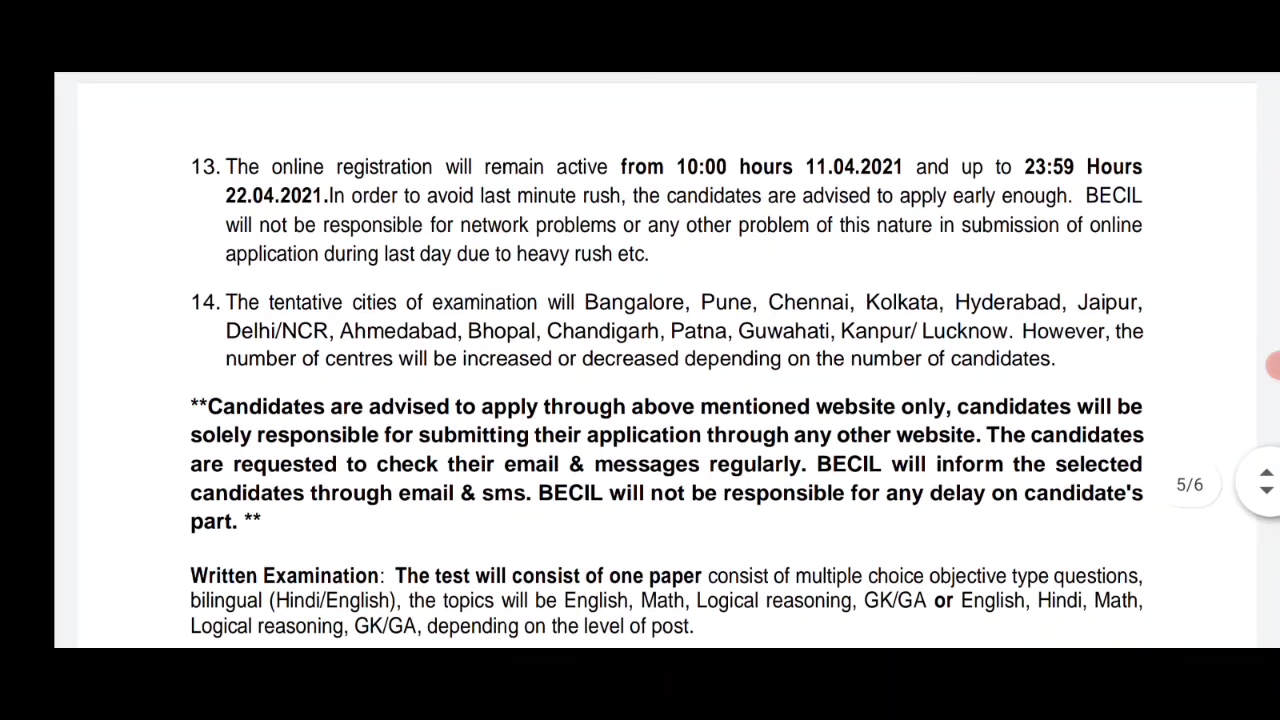 13. The online registration will remain active from 10:00 hours 11.04.2021 and up to 23:59 Hours
22.04.2021.In order to avoid last minute rush, the candidates are advised to apply early enough. BECIL
will not be responsible for network problems or any other problem of this nature in submission of online
application during last day due to heavy rush etc.
14. The tentative cities of examination will Bangalore, Pune, Chennai, Kolkata, Hyderabad, Jaipur,
Delhi/NCR, Ahmedabad, Bhopal, Chandigarh, Patna, Guwahati, Kanpur/ Lucknow. However, the
number of centres will be increased or decreased depending on the number of candidates.
**Candidates are advised to apply through above mentioned website only, candidates will be
solely responsible for submitting their application through any other website. The candidates
are requested to check their email & messages regularly. BECIL will inform the selected
candidates through email & sms. BECIL will not be responsible for any delay on candidate's
part. **
5/6
Written Examination: The test will consist of one paper consist of multiple choice objective type questions,
bilingual (Hindi/English), the topics will be English, Math, Logical reasoning, GK/GA or English, Hindi, Math,
Logical reasoning, GK/GA, depending on the level of post.